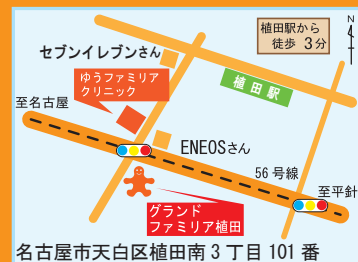 植田駅から
徒歩 3分
N
セブンイレブンさん
ゆうファミリア
クリニック
植田駅
至名古屋
ENEOSさん
56号線
至平針
グランド
ファミリア植田
名古屋市天白区植田南3丁目101番